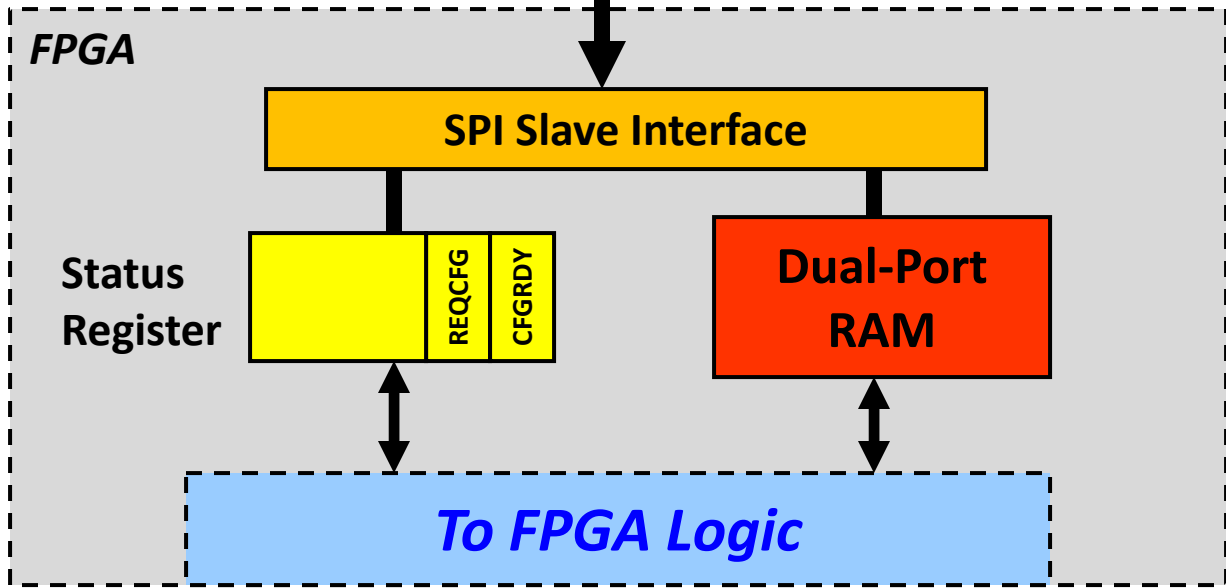 FPGA
SPI Slave Interface
Status
Register
REQCFG
CFGRDY
Dual-Port
RAM
To FPGA Logic